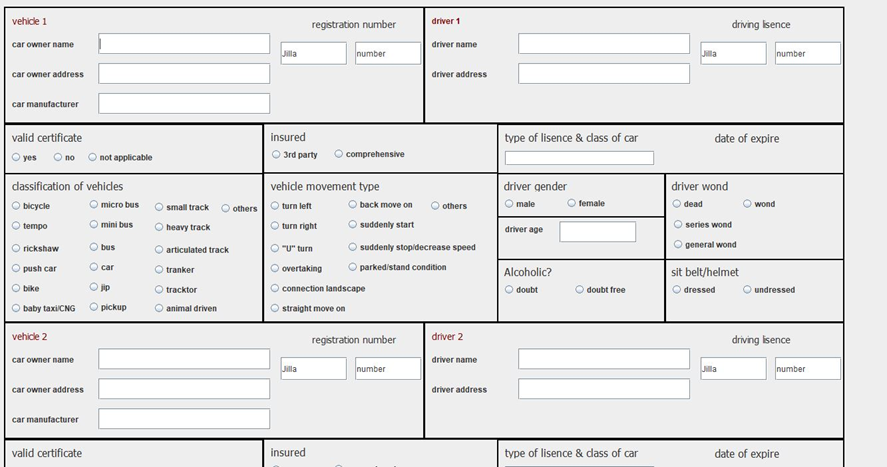 vehicle 1
registration number
car owner name
Jilla
number
car owner address
car manufacturer
driver 1
driving lisence
driver name
Jilla
number
driver address
valid certificate
yes
no
not applicable
insured
3rd party
comprehensive
type of lisence & class of car
date of expire
classification of vehicles
bicycle
micro bus
small track
others
tempo
mini bus
heavy track
rickshaw
bus
articulated track
push car
car
tranker
bike
jip
tracktor
baby taxi/CNG
pickup
animal driven
vehicle movement type
turn left
back move on
others
turn right
suddenly start
"U" turn
suddenly stop/decrease speed
overtaking
parked/stand condition
connection landscape
straight move on
driver gender
male
female
driver age
Alcoholic?
doubt
doubt free
driver wond
dead
wond
series wond
general wond
sit belt/helmet
dressed
undressed
vehicle 2
registration number
car owner name
Jilla
number
car owner address
car manufacturer
driver 2
driving lisence
driver name
Jilla
number
driver address
valid certificate
insured
type of lisence & class of car
date of expire